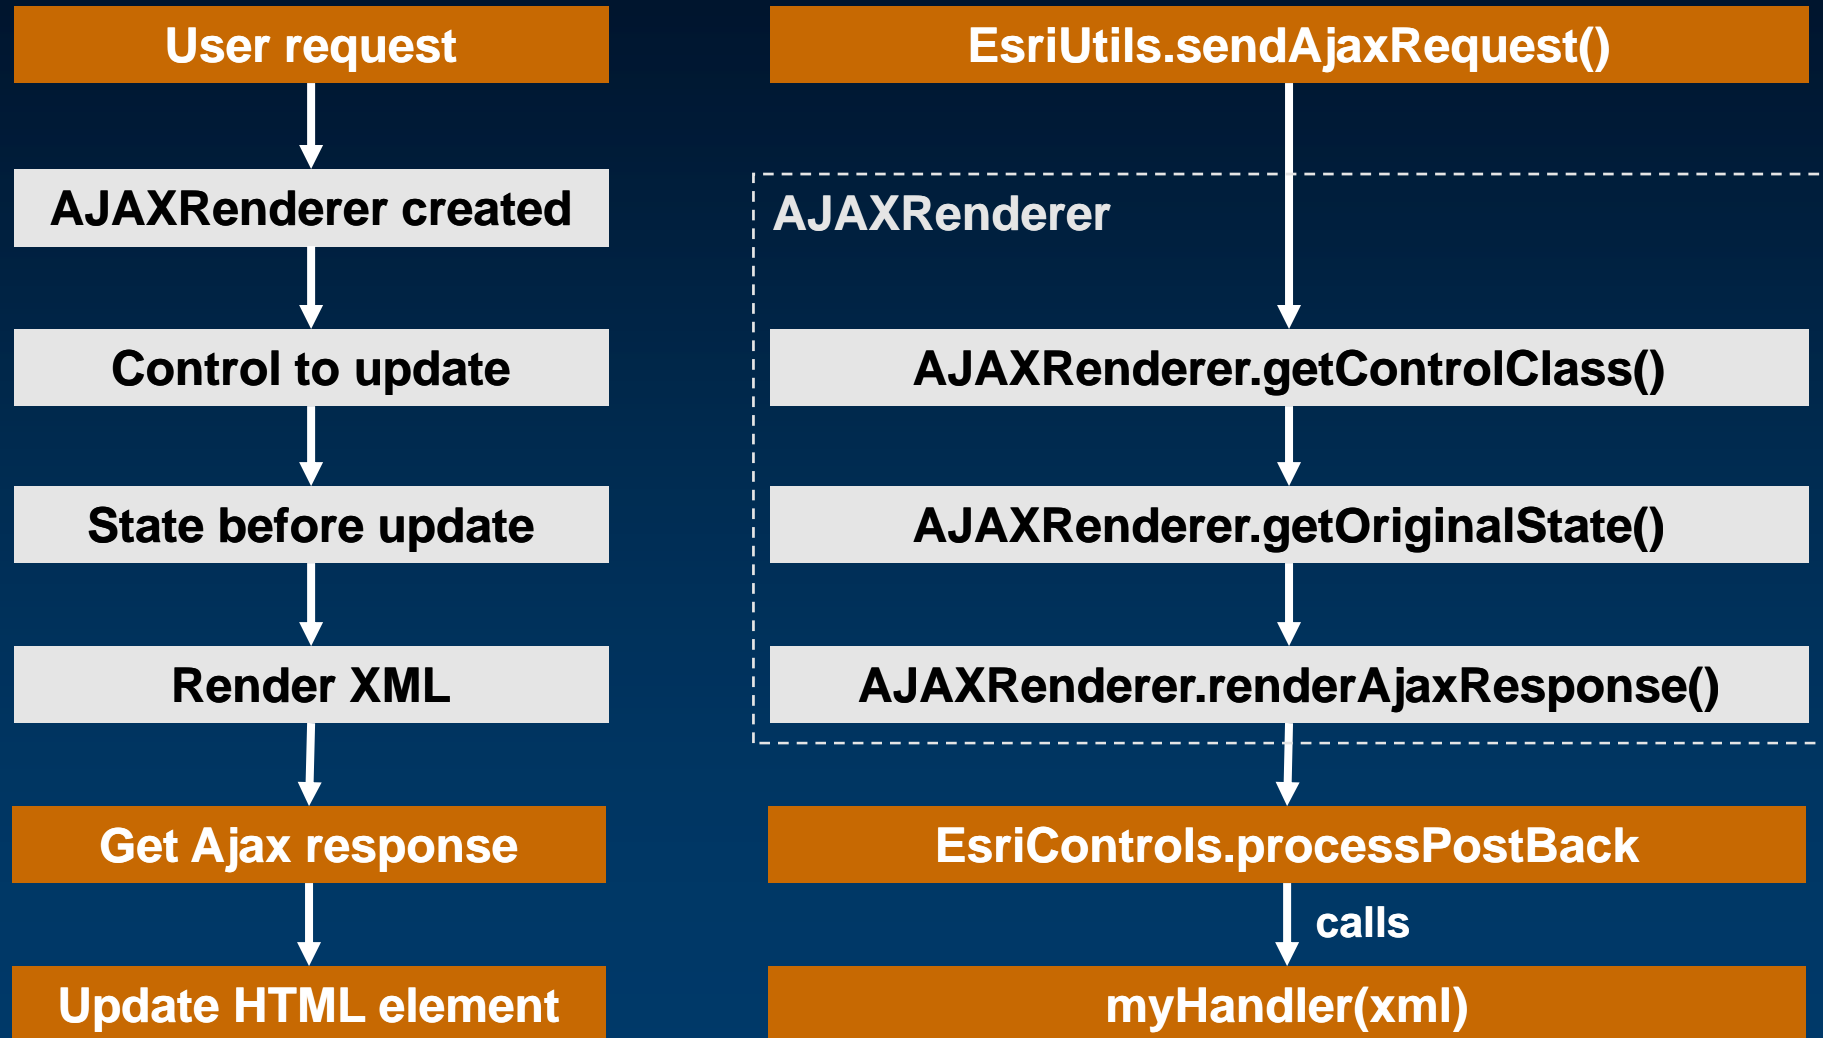 User request
AJAXRenderer created
Control to update
State before update
Render XML
Get Ajax response
Update HTML element
EsriUtils.sendAjaxRequest()
AJAXRenderer
AJAXRenderer.getControlClass()
AJAXRenderer.getOriginalState()
AJAXRenderer.renderAjaxResponse()
EsriControls.processPostBack
calls
myHandler(xml)